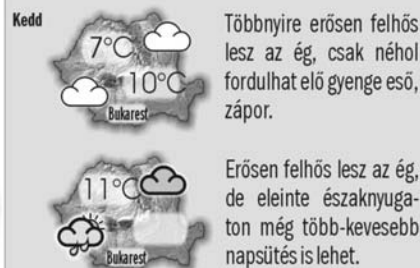 Kedd
7°C
10°C
Bukarest
Többnyire erősen felhős
lesz az ég, csak néhol
fordulhat elő gyenge eső,
zápor.
11°C
Bukarest
Erősen felhős lesz az ég,
de eleinte északnyuga-
ton még több-kevesebb
napsütés is lehet.